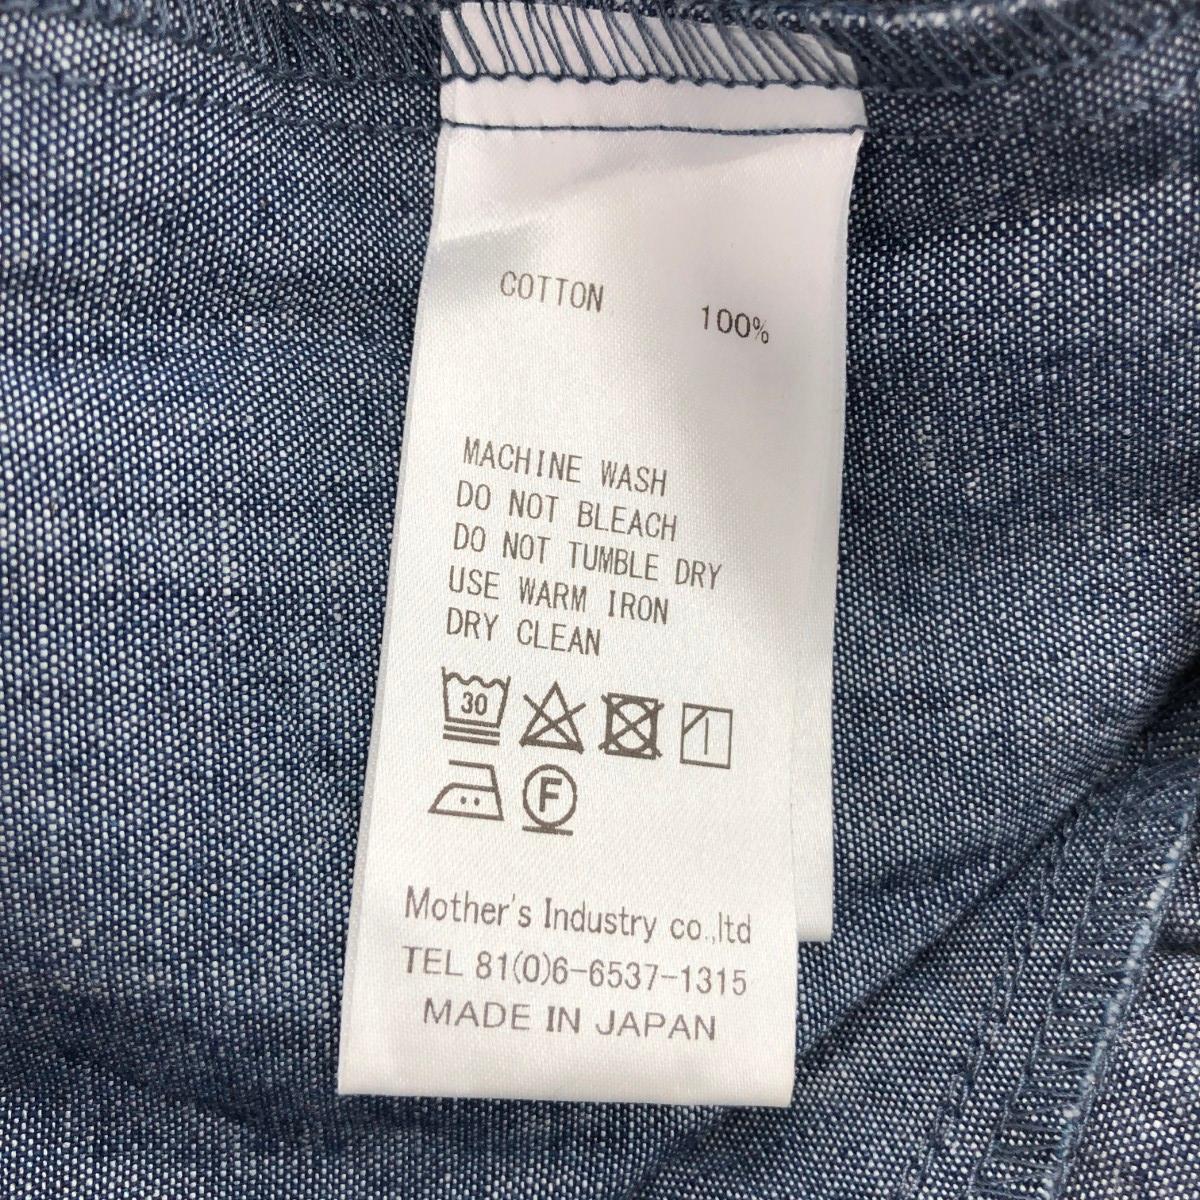 COTTON 100%
MACHINE WASH
DO NOT BLEACH
DO NOT TUMBLE DRY
USE WARM IRON
DRY CLEAN
30
F
Mother's Industry co.,ltd
TEL 81(0)6-6537-1315
MADE IN JAPAN